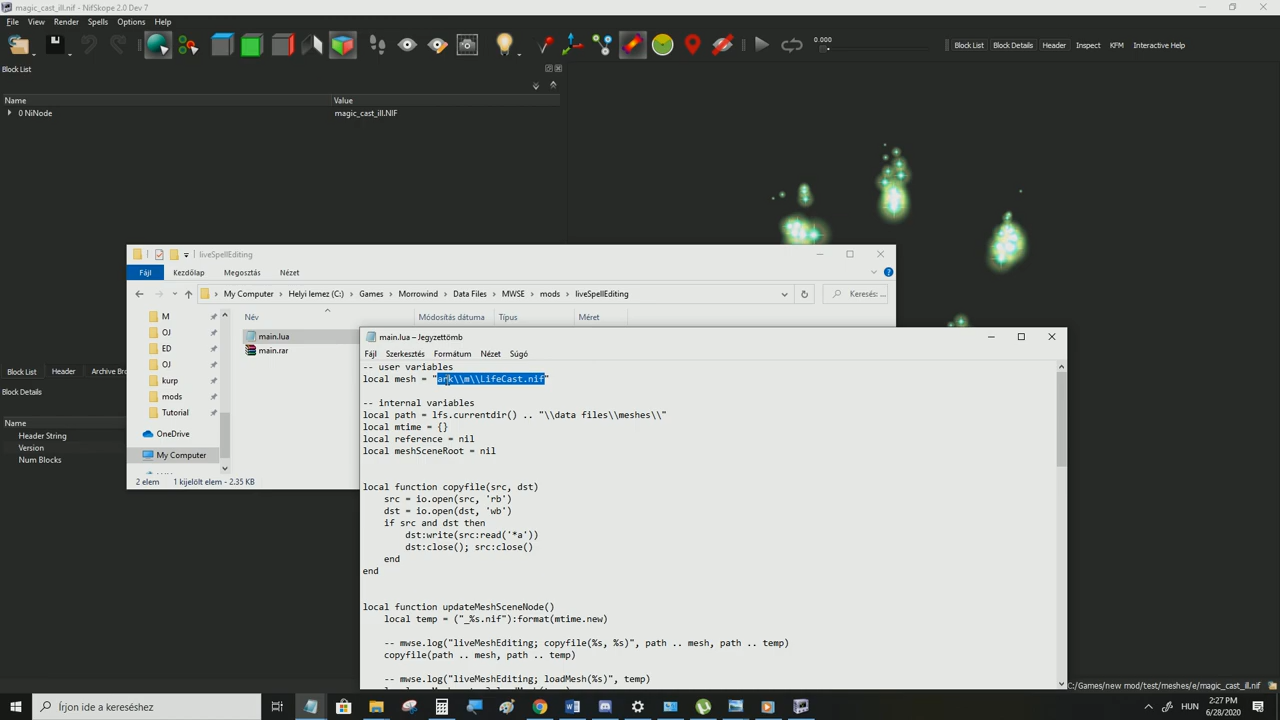 magic_cast_ill.nif - NifSkope 2.0 Dev 7
File View Render Spells Options Help
0.000
Block List Block Details Header Inspect KFM Interactive Help
Block List
Name Value
0 NiNode magic_cast_ill.NIF
Block List Header Archive Bro
Block Details
Name
Header String
Version
Num Blocks
liveSpellEditing
Fájl Kezdőlap Megosztás Nézet
My Computer Helyi lemez (C:) Games Morrowind Data Files MWSE mods liveSpellEditing
Keresés: ...
Név Módosítás dátuma Típus Méret
M
OJ
ED
OJ
kurp
mods
Tutorial
OneDrive
My Computer
main.lua
main.rar
2 elem 1 kijelölt elem - 2.35 KB
main.lua – Jegyzettömb
Fájl Szerkesztés Formátum Nézet Súgó
-- user variables
local mesh = "ark\\m\\LifeCast.nif"
-- internal variables
local path = lfs.currentdir() .. "\\data files\\meshes\\"
local mtime = {}
local reference = nil
local meshSceneRoot = nil
local function copyfile(src, dst)
src = io.open(src, 'rb')
dst = io.open(dst, 'wb')
if src and dst then
dst:write(src:read('*a'))
dst:close(); src:close()
end
end
local function updateMeshSceneNode()
local temp = ("_%s.nif"):format(mtime.new)
-- mwse.log("liveMeshEditing; copyfile(%s, %s)", path .. mesh, path .. temp)
copyfile(path .. mesh, path .. temp)
-- mwse.log("liveMeshEditing; loadMesh(%s)", temp)
C:/Games/new mod/test/meshes/e/magic_cast_ill.nif
Írjon ide a kereséshez
HUN
2:27 PM
6/28/2020